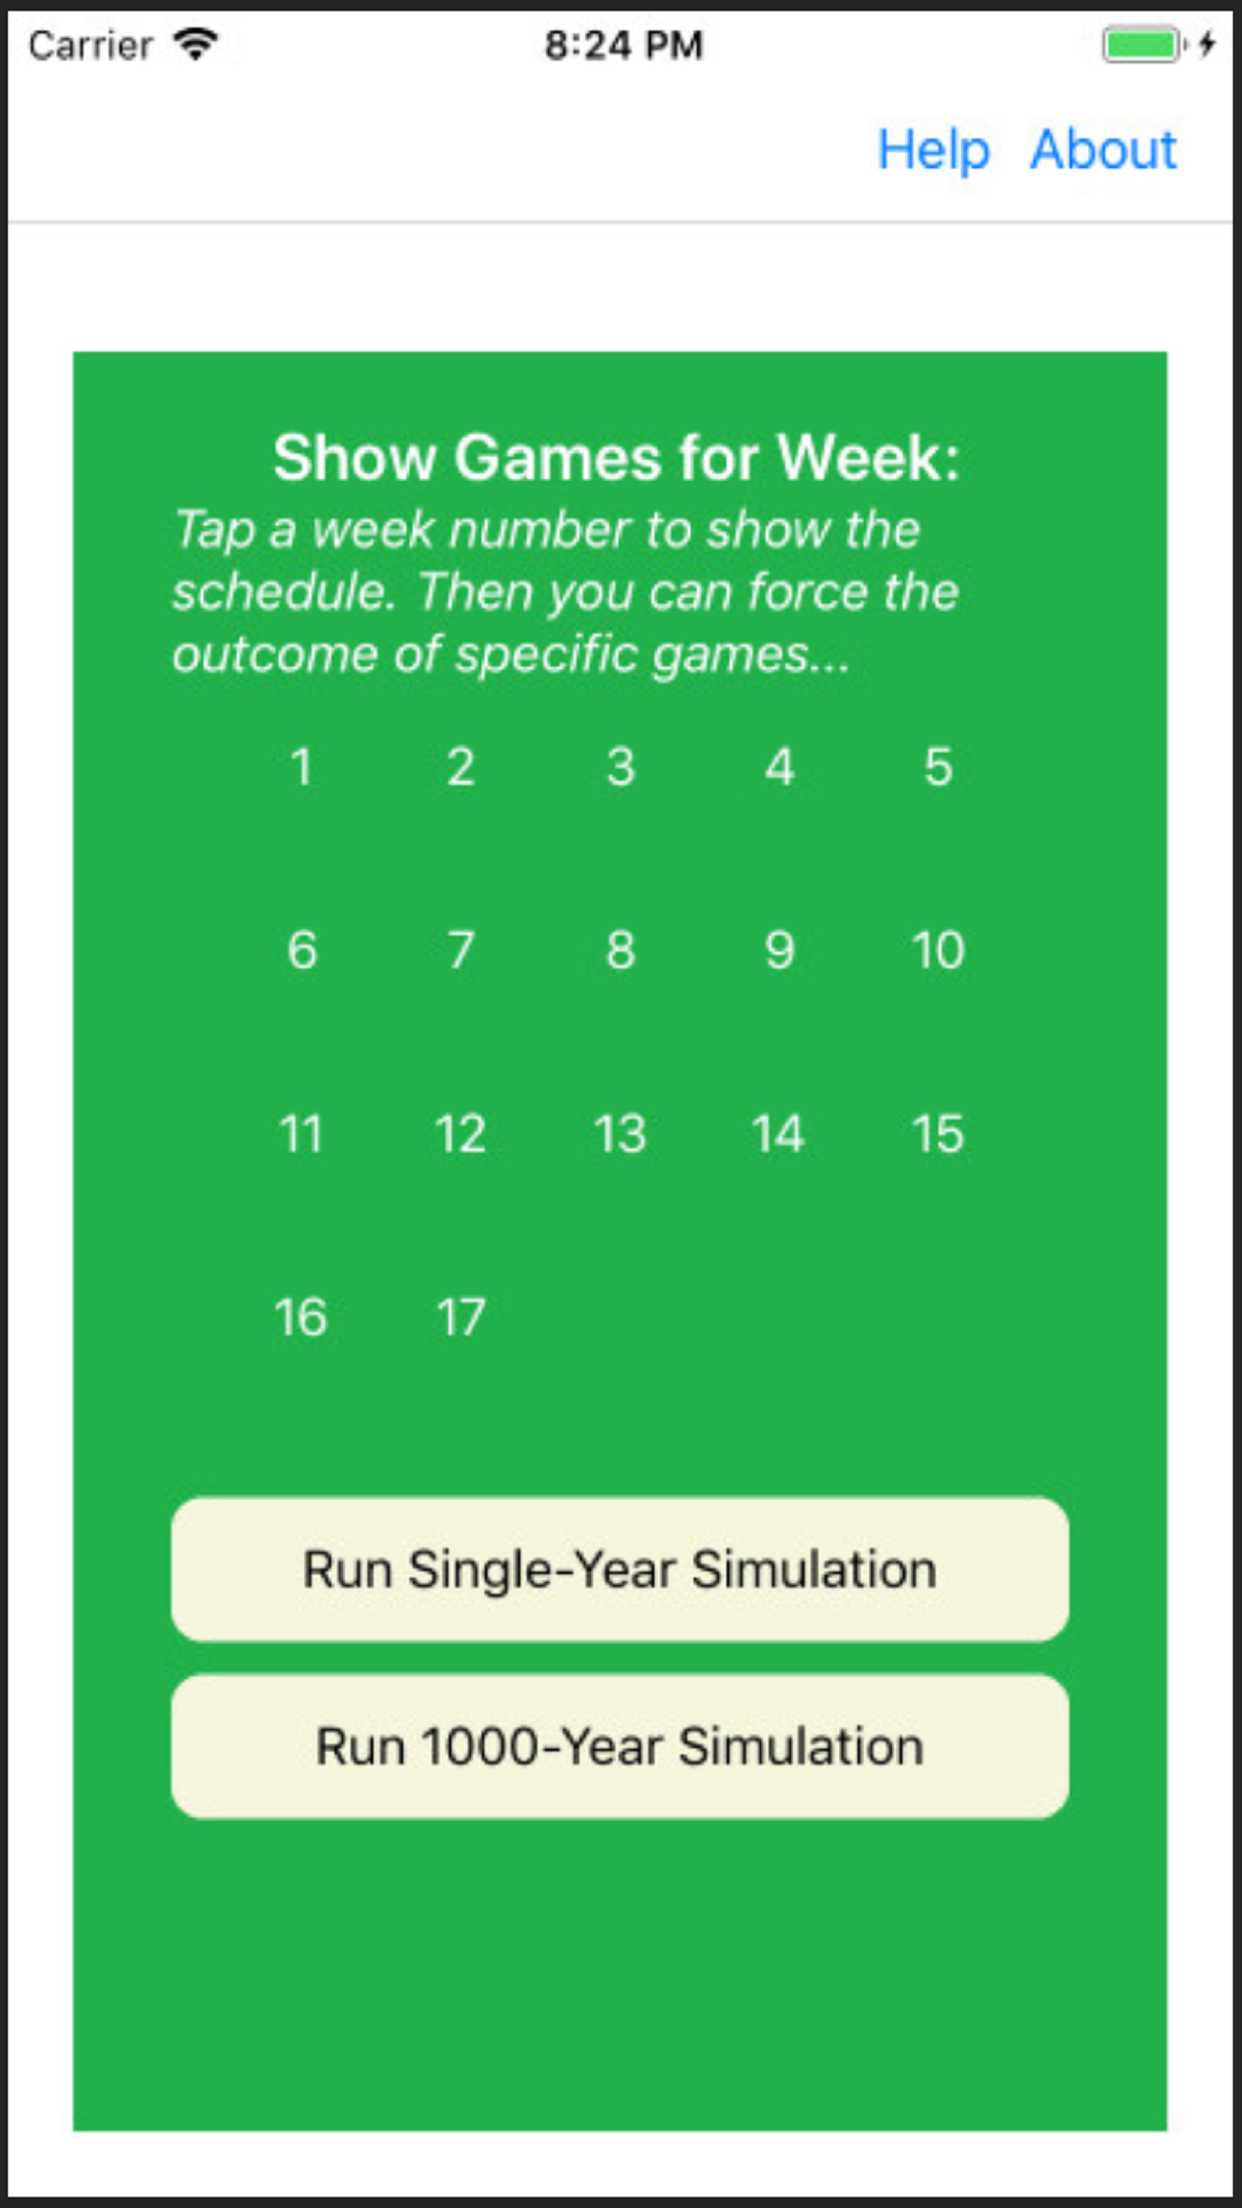 Carrier 8:24 PM
Help About
Show Games for Week:
Tap a week number to show the
schedule. Then you can force the
outcome of specific games...
1 2 3 4 5
6 7 8 9 10
11 12 13 14 15
16 17
Run Single-Year Simulation
Run 1000-Year Simulation